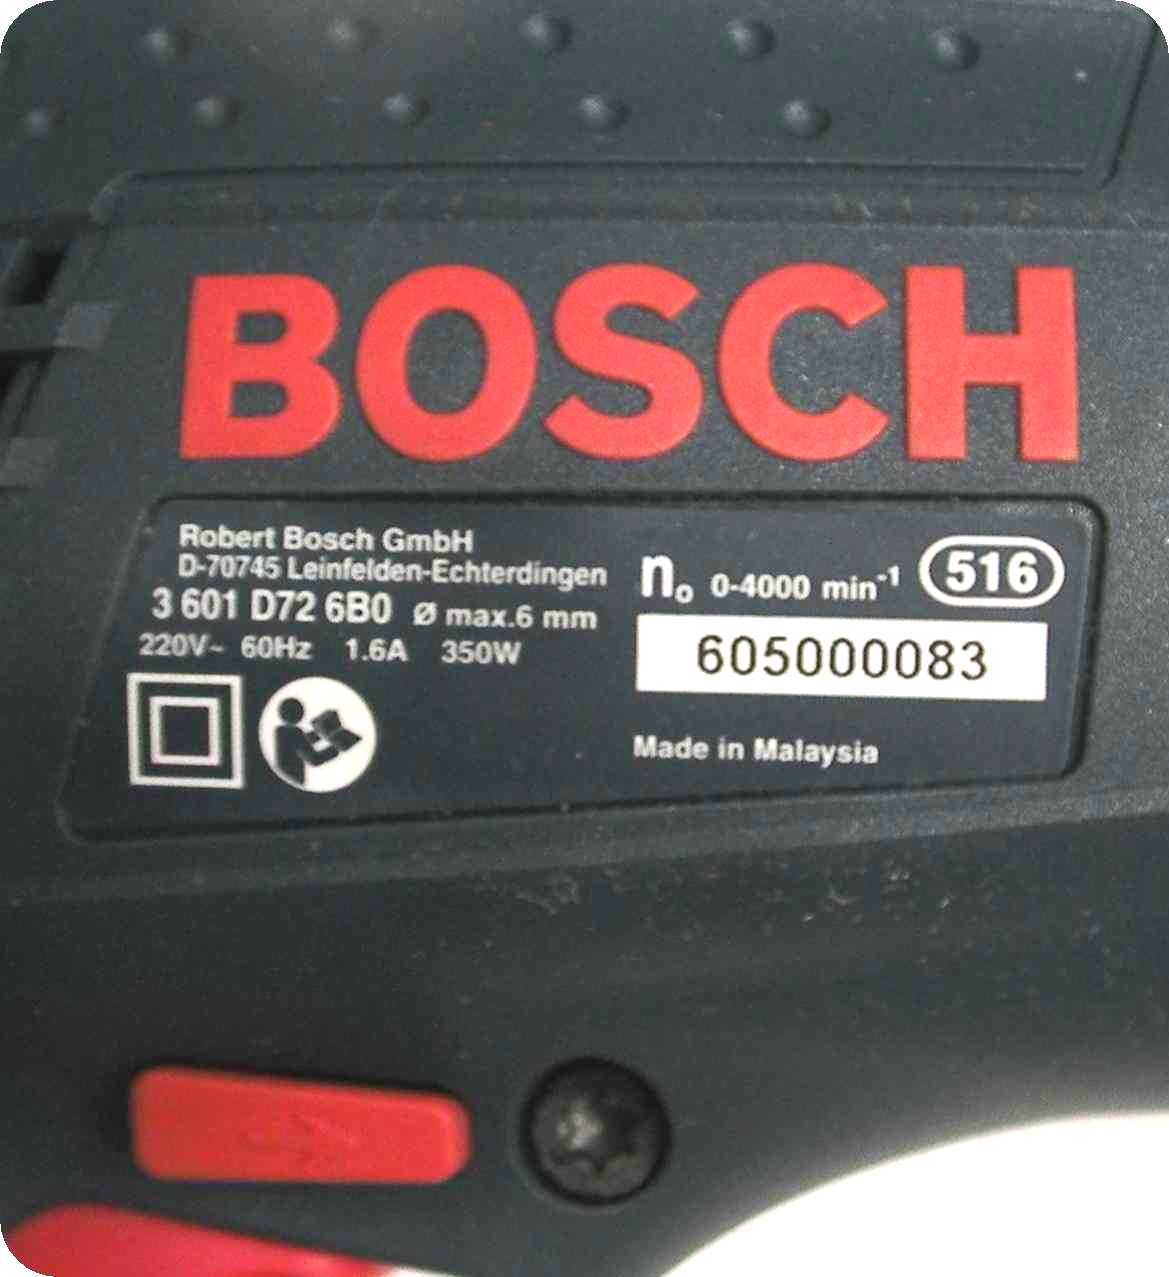 BOSCH
Robert Bosch GmbH
D-70745 Leinfelden-Echterdingen
3 601 D72 6B0 Ø max.6 mm
220V~ 60Hz 1.6A 350W
n₀ 0-4000 min⁻¹ 516
605000083
Made in Malaysia